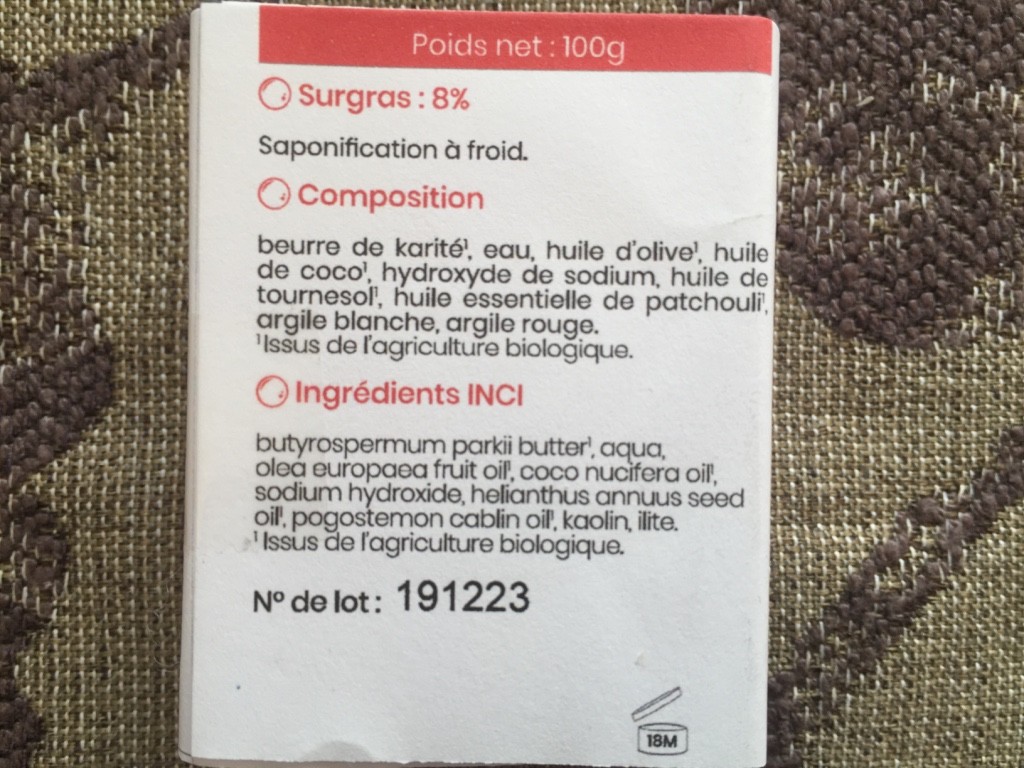 Poids net : 100g
Surgras : 8%
Saponification à froid.
Composition
beurre de karité¹, eau, huile d'olive¹, huile
de coco¹, hydroxyde de sodium, huile de
tournesol¹, huile essentielle de patchouli¹,
argile blanche, argile rouge.
¹Issus de l'agriculture biologique.
Ingrédients INCI
butyrospermum parkii butter¹, aqua,
olea europaea fruit oil¹, coco nucifera oil¹,
sodium hydroxide, helianthus annuus seed
oil¹, pogostemon cablin oil¹, kaolin, ilite.
¹ Issus de l'agriculture biologique.
N° de lot : 191223
18M